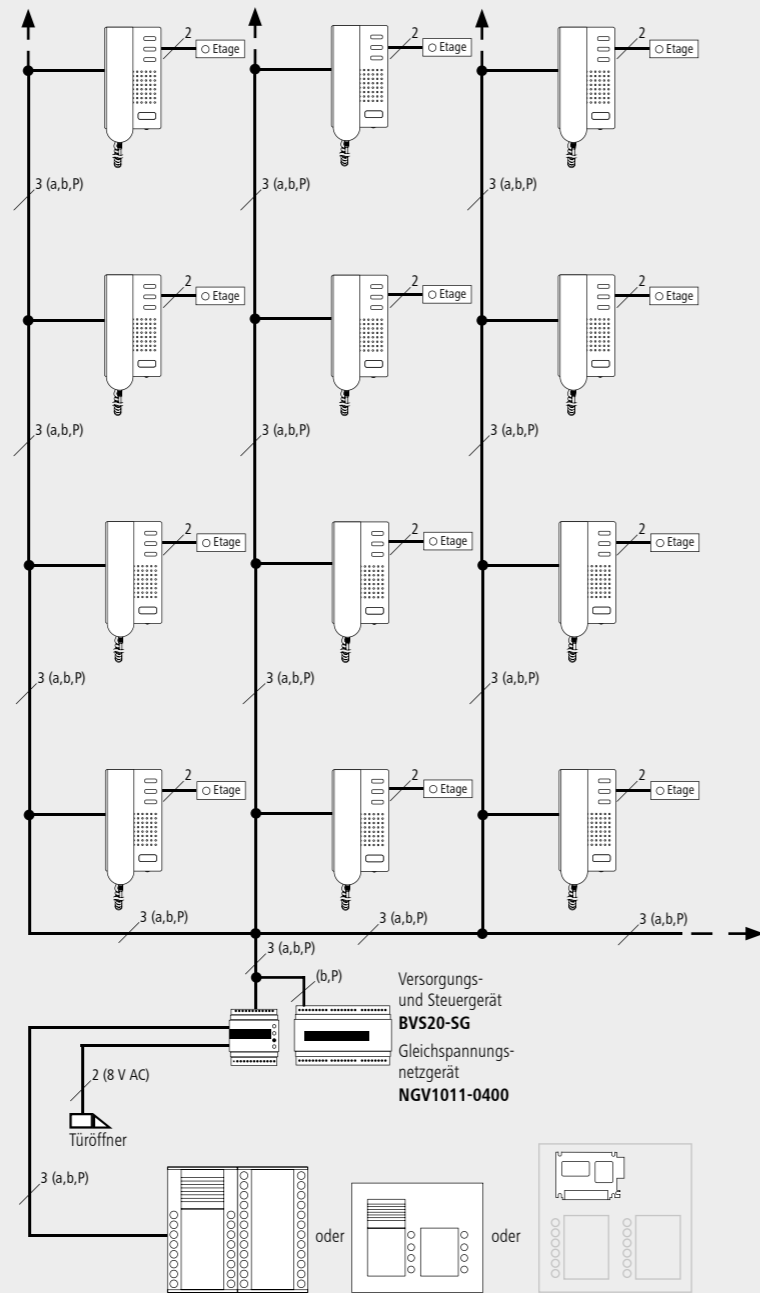 2 Etage 2 Etage 2 Etage
3 (a,b,P) 3 (a,b,P) 3 (a,b,P)
2 Etage 2 Etage 2 Etage
3 (a,b,P) 3 (a,b,P) 3 (a,b,P)
2 Etage 2 Etage 2 Etage
3 (a,b,P) 3 (a,b,P) 3 (a,b,P)
2 Etage 2 Etage 2 Etage
3 (a,b,P) 3 (a,b,P) 3 (a,b,P)
3 (a,b,P)
(b,P)
Versorgungs-
und Steuergerät
BVS20-SG
Gleichspannungs-
netzgerät
NGV1011-0400
2 (8 V AC)
Türöffner
3 (a,b,P)
oder oder